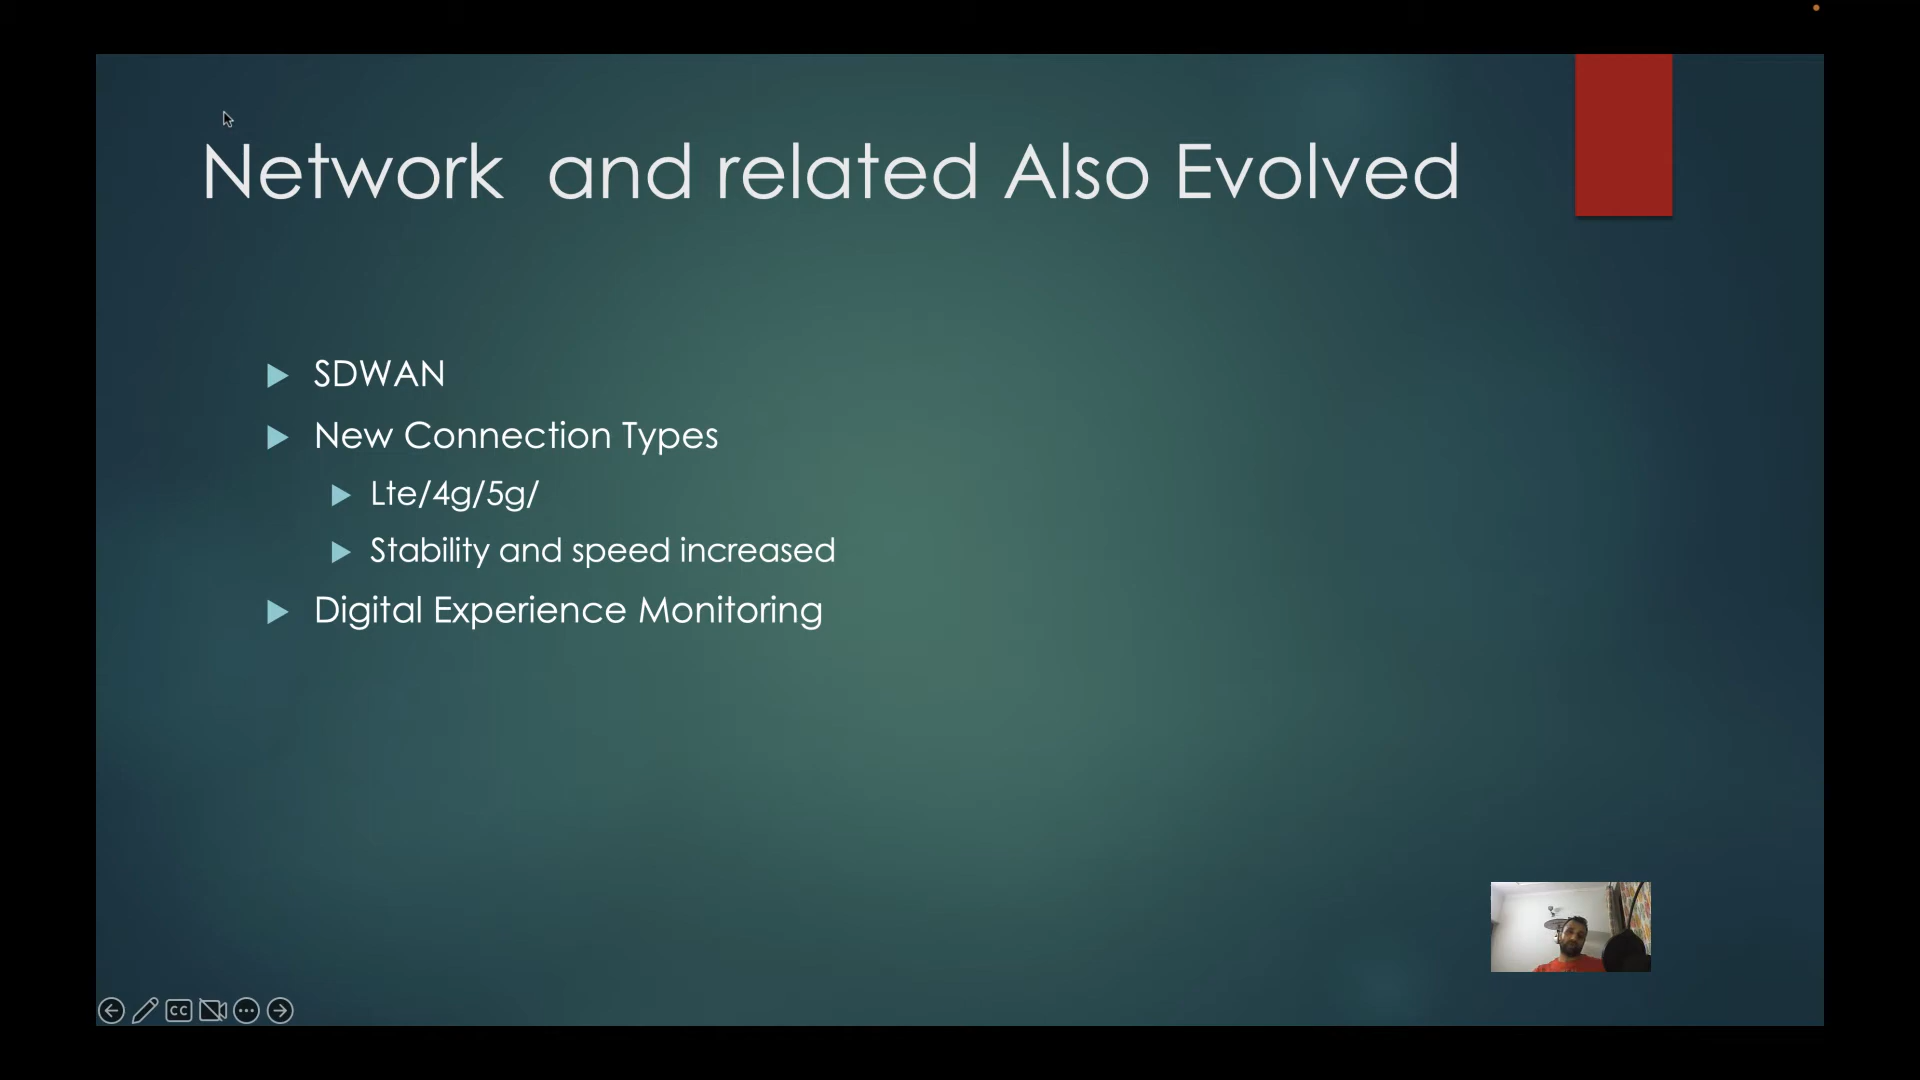 Network  and related Also Evolved
SDWAN
New Connection Types
Lte/4g/5g/
Stability and speed increased
Digital Experience Monitoring
CC